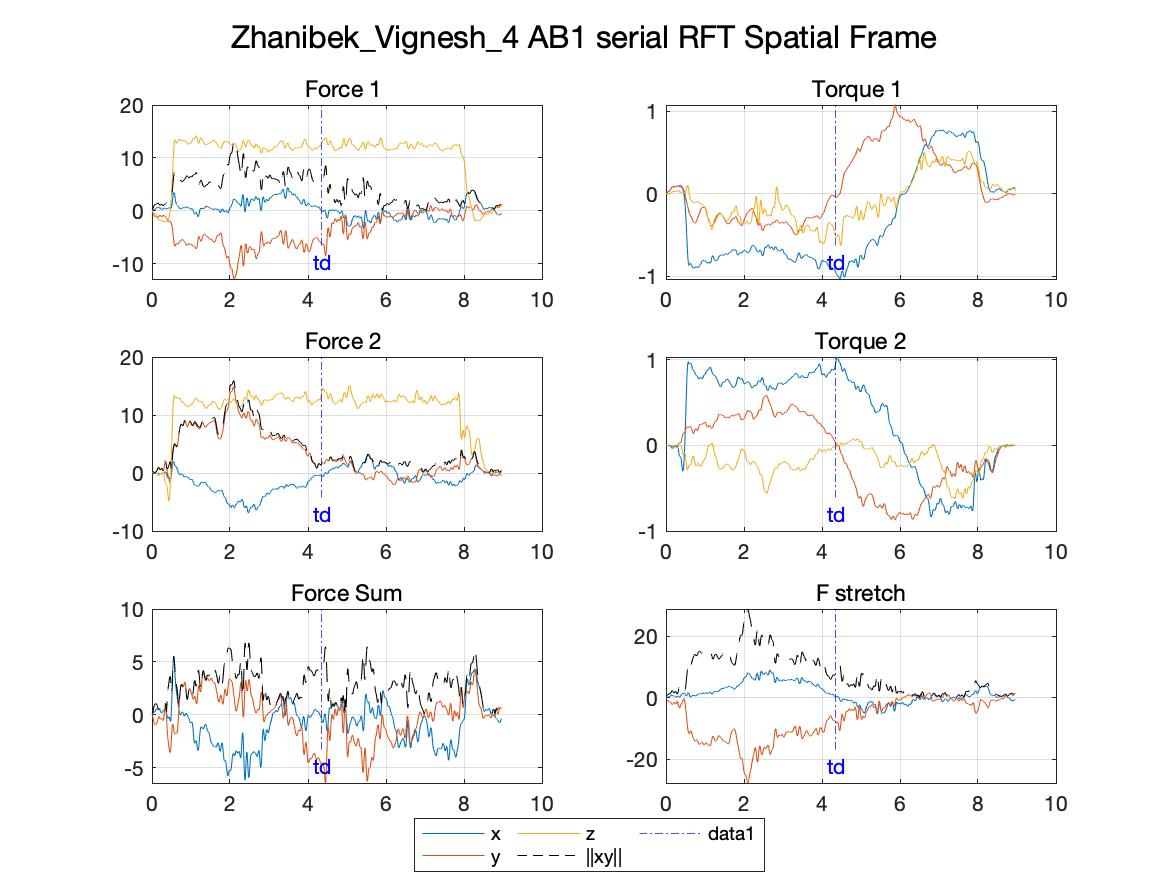 Zhanibek_Vignesh_4 AB1 serial RFT Spatial Frame
Force 1
20
10
0
-10
td
0 2 4 6 8 10
Torque 1
1
0
-1
td
0 2 4 6 8 10
Force 2
20
10
0
-10
td
0 2 4 6 8 10
Torque 2
1
0
-1
td
0 2 4 6 8 10
Force Sum
10
5
0
-5
td
0 2 4 6 8 10
F stretch
20
0
-20
td
0 2 4 6 8 10
x z data1
y ||xy||